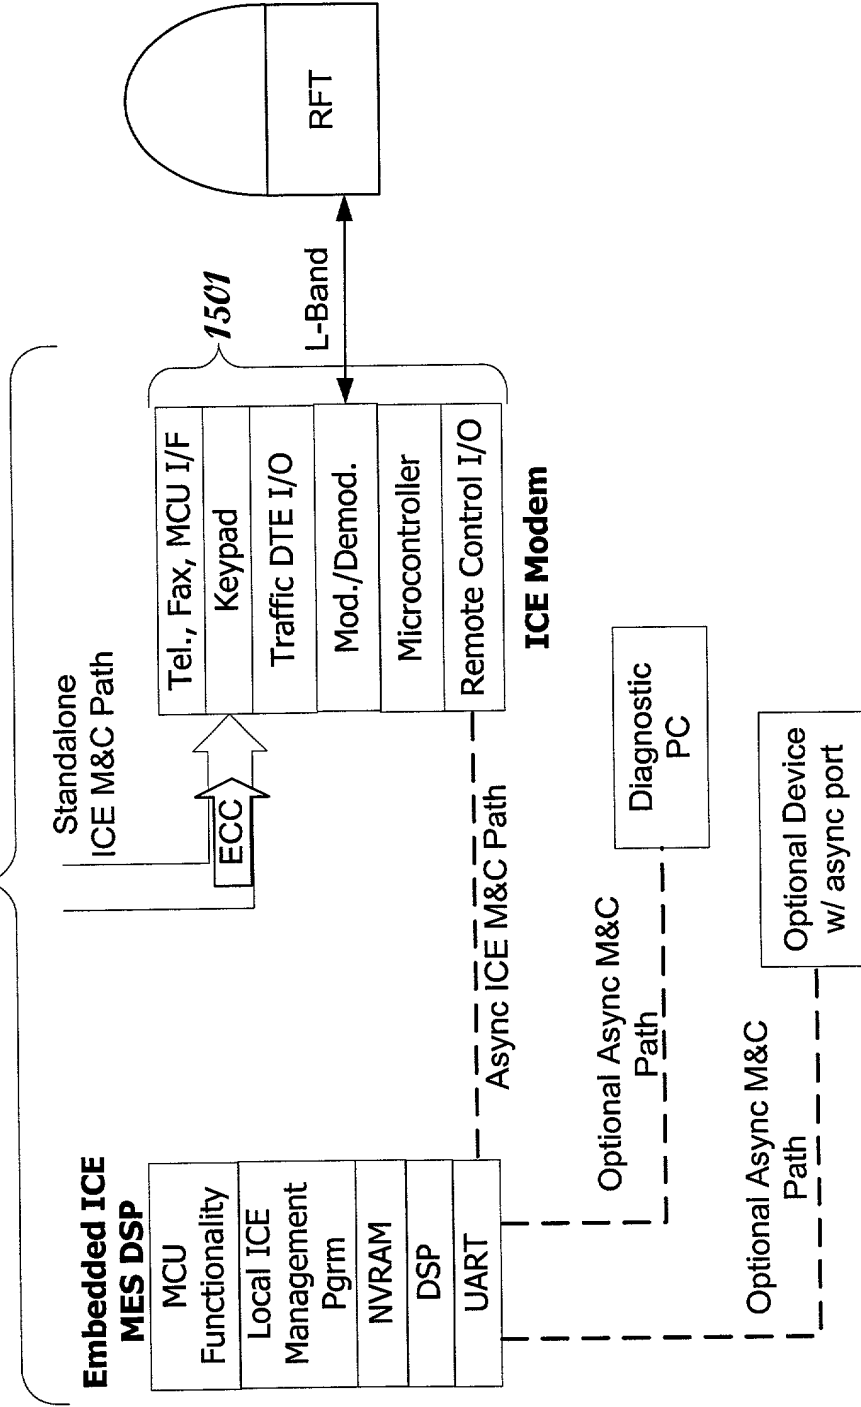 Embedded ICE
MES DSP
MCU
Functionality
Local ICE
Management
Pgrm
NVRAM
DSP
UART
Standalone
ICE M&C Path
ECC
Async ICE M&C Path
Tel., Fax, MCU I/F
Keypad
Traffic DTE I/O
Mod./Demod.
Microcontroller
Remote Control I/O
ICE Modem
1501
L-Band
RFT
Optional Async M&C
Path
Diagnostic
PC
Optional Async M&C
Path
Optional Device
w/ async port